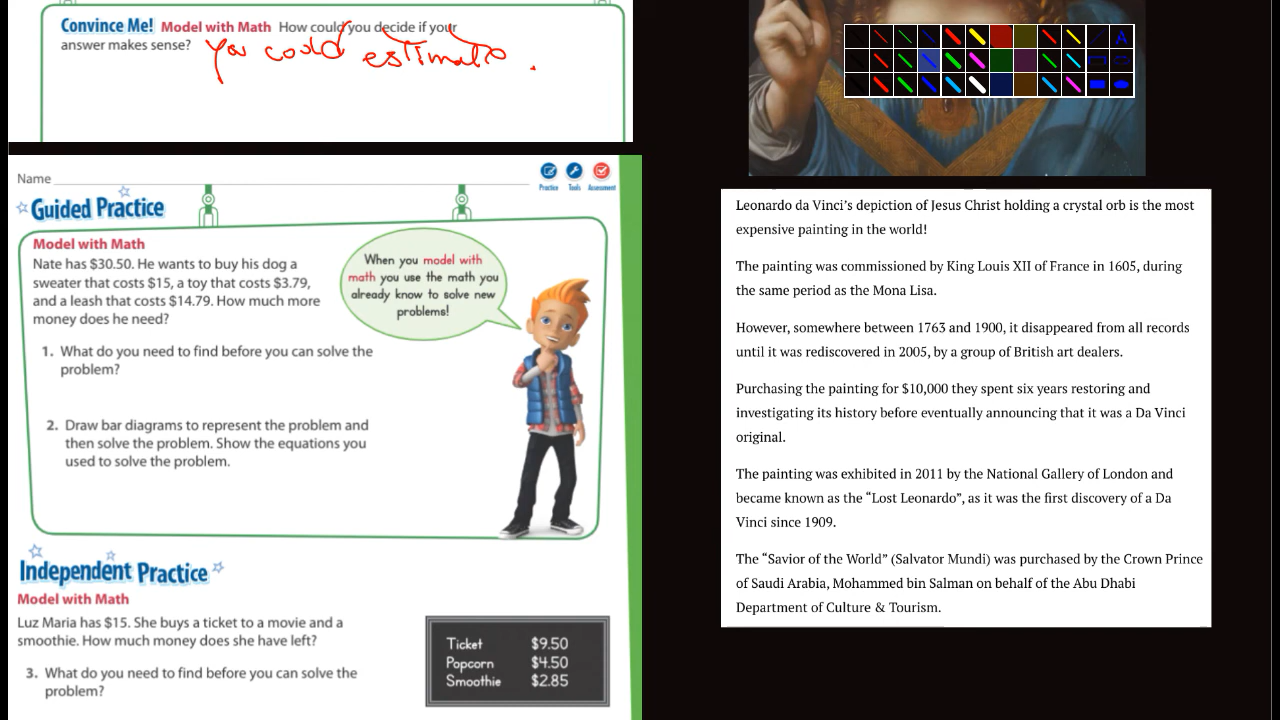 Convince Me! Model with Math How could you decide if your
answer makes sense? You could estimate.
Name
Practice Tools Assessment
Guided Practice
Model with Math
Nate has $30.50. He wants to buy his dog a
sweater that costs $15, a toy that costs $3.79,
and a leash that costs $14.79. How much more
money does he need?
When you model with
math you use the math you
already know to solve new
problems!
1. What do you need to find before you can solve the
problem?
2. Draw bar diagrams to represent the problem and
then solve the problem. Show the equations you
used to solve the problem.
Independent Practice
Model with Math
Luz Maria has $15. She buys a ticket to a movie and a
smoothie. How much money does she have left?
Ticket $9.50
Popcorn $4.50
Smoothie $2.85
3. What do you need to find before you can solve the
problem?
A
Leonardo da Vinci’s depiction of Jesus Christ holding a crystal orb is the most
expensive painting in the world!
The painting was commissioned by King Louis XII of France in 1605, during
the same period as the Mona Lisa.
However, somewhere between 1763 and 1900, it disappeared from all records
until it was rediscovered in 2005, by a group of British art dealers.
Purchasing the painting for $10,000 they spent six years restoring and
investigating its history before eventually announcing that it was a Da Vinci
original.
The painting was exhibited in 2011 by the National Gallery of London and
became known as the “Lost Leonardo”, as it was the first discovery of a Da
Vinci since 1909.
The “Savior of the World” (Salvator Mundi) was purchased by the Crown Prince
of Saudi Arabia, Mohammed bin Salman on behalf of the Abu Dhabi
Department of Culture & Tourism.